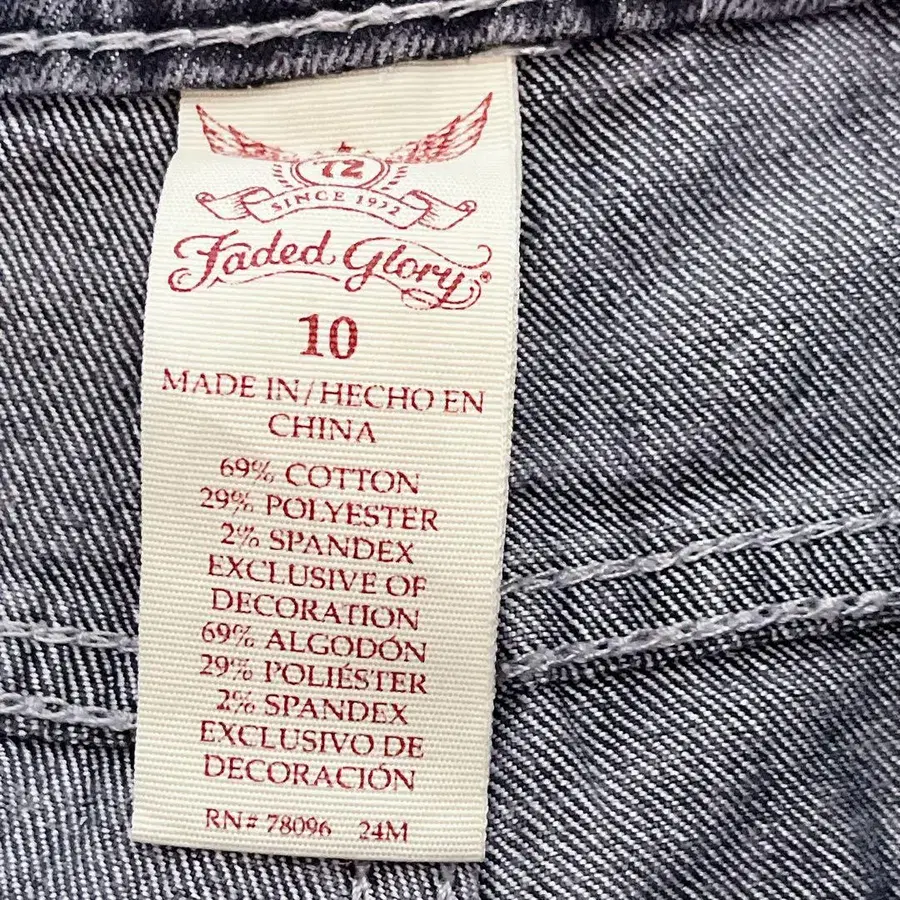 72
SINCE 1972
Faded Glory®
10
MADE IN/HECHO EN
CHINA
69% COTTON
29% POLYESTER
2% SPANDEX
EXCLUSIVE OF
DECORATION
69% ALGODÓN
29% POLIÉSTER
2% SPANDEX
EXCLUSIVO DE
DECORACIÓN
RN# 78096 24M